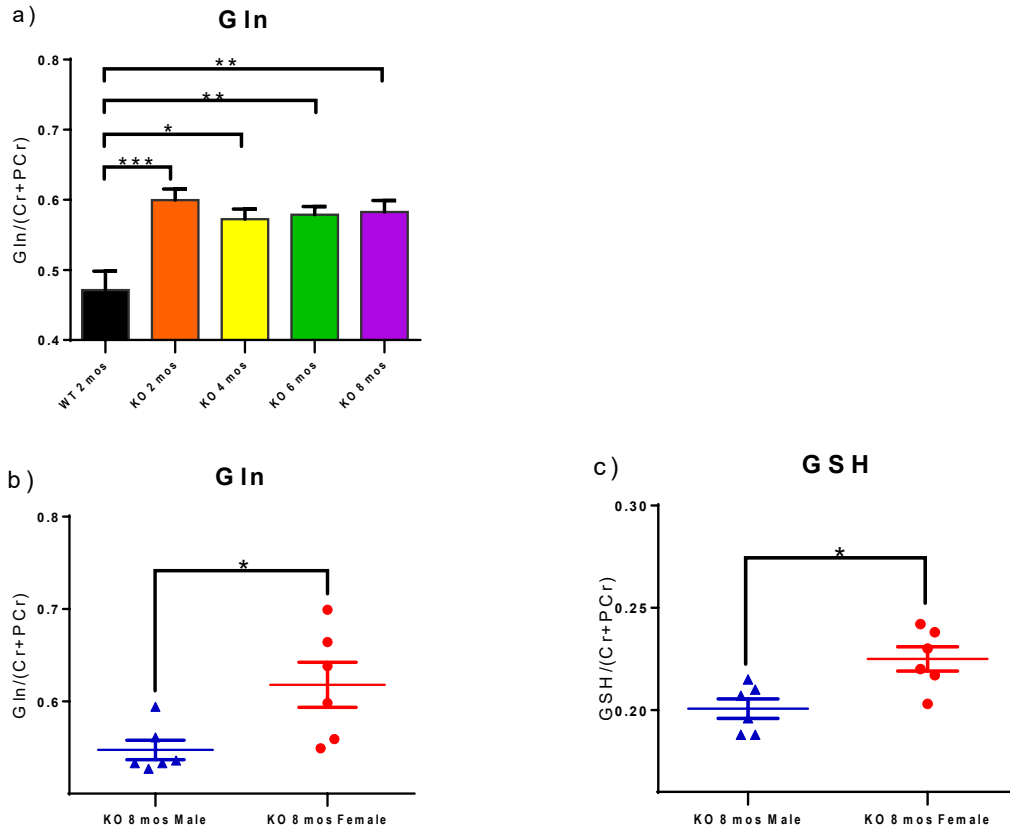 a)
Gln
0.8
**
**
0.7
*
***
0.6
0.5
0.4
Gln/(Cr+PCr)
WT 2 mos
KO 2 mos
KO 4 mos
KO 6 mos
KO 8 mos
b)
Gln
0.8
*
0.7
0.6
Gln/(Cr+PCr)
KO 8 mos Male
KO 8 mos Female
c)
GSH
0.30
*
0.25
0.20
GSH/(Cr+PCr)
KO 8 mos Male
KO 8 mos Female